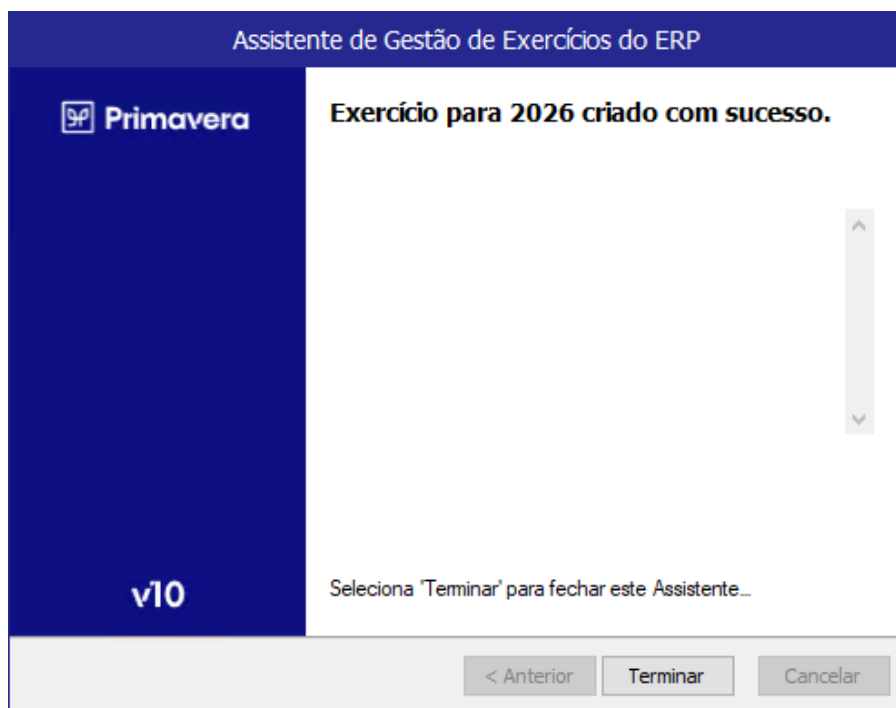 Assistente de Gestão de Exercícios do ERP
Primavera
Exercício para 2026 criado com sucesso.
v10
Seleciona 'Terminar' para fechar este Assistente...
< Anterior
Terminar
Cancelar